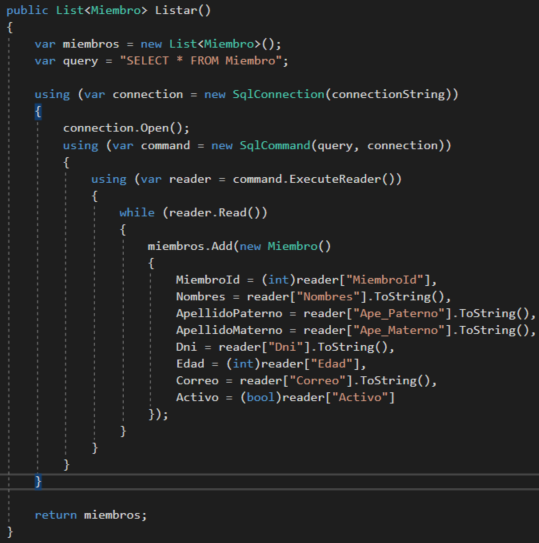 public List<Miembro> Listar()
{
    var miembros = new List<Miembro>();
    var query = "SELECT * FROM Miembro";

    using (var connection = new SqlConnection(connectionString))
    {
        connection.Open();
        using (var command = new SqlCommand(query, connection))
        {
            using (var reader = command.ExecuteReader())
            {
                while (reader.Read())
                {
                    miembros.Add(new Miembro()
                    {
                        MiembroId = (int)reader["MiembroId"],
                        Nombres = reader["Nombres"].ToString(),
                        ApellidoPaterno = reader["Ape_Paterno"].ToString(),
                        ApellidoMaterno = reader["Ape_Materno"].ToString(),
                        Dni = reader["Dni"].ToString(),
                        Edad = (int)reader["Edad"],
                        Correo = reader["Correo"].ToString(),
                        Activo = (bool)reader["Activo"]
                    });
                }
            }
        }
    }

    return miembros;
}